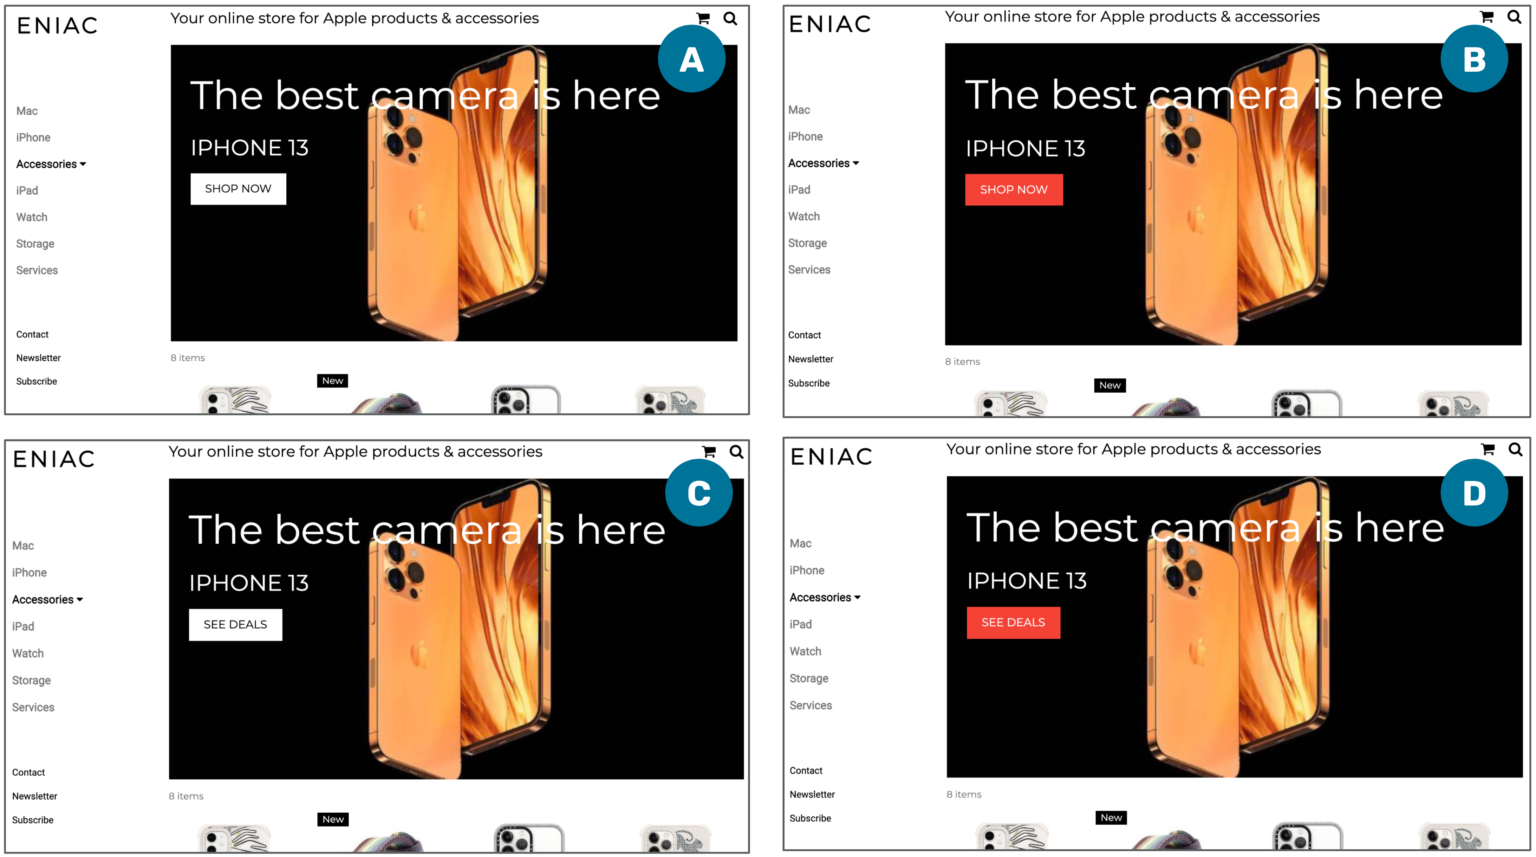 ENIAC
Your online store for Apple products & accessories
A
The best camera is here
IPHONE 13
SHOP NOW
Mac
iPhone
Accessories
iPad
Watch
Storage
Services
Contact
Newsletter
Subscribe
8 items
New
ENIAC
Your online store for Apple products & accessories
B
The best camera is here
IPHONE 13
SHOP NOW
Mac
iPhone
Accessories
iPad
Watch
Storage
Services
Contact
Newsletter
Subscribe
8 items
New
ENIAC
Your online store for Apple products & accessories
C
The best camera is here
IPHONE 13
SEE DEALS
Mac
iPhone
Accessories
iPad
Watch
Storage
Services
Contact
Newsletter
Subscribe
8 items
New
ENIAC
Your online store for Apple products & accessories
D
The best camera is here
IPHONE 13
SEE DEALS
Mac
iPhone
Accessories
iPad
Watch
Storage
Services
Contact
Newsletter
Subscribe
8 items
New